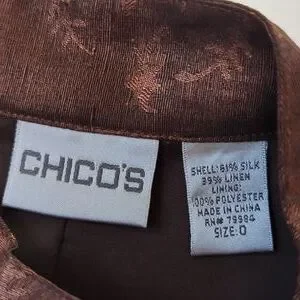 CHICO'S
SHELL: 61% SILK
39% LINEN
LINING:
100% POLYESTER
MADE IN CHINA
RN# 79984
SIZE: 0